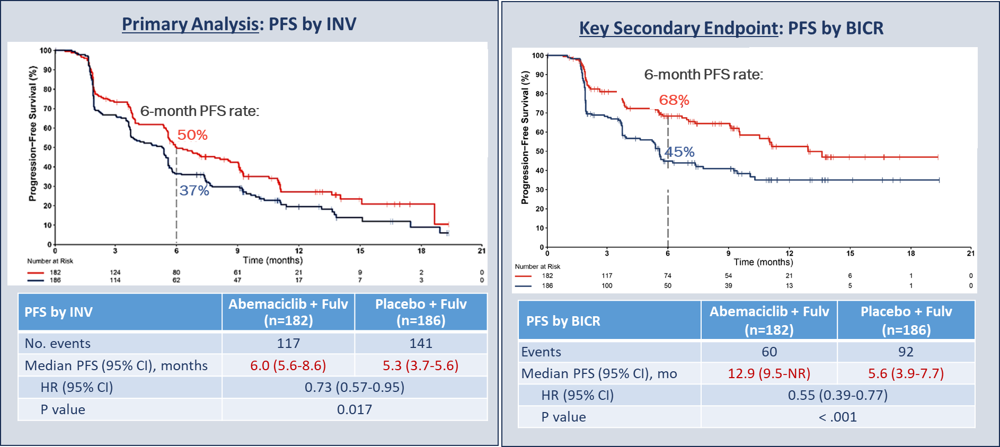 Primary Analysis: PFS by INV
100
90
80
70
60
50
40
30
20
10
0
Progression-Free Survival (%)
6-month PFS rate:
50%
37%
0 3 6 9 12 15 18 21
Number at Risk
Time (months)
182 124 80 61 21 9 2 0
186 114 62 47 17 7 3 0
PFS by INV
Abemaciclib + Fulv
(n=182)
Placebo + Fulv
(n=186)
No. events 117 141
Median PFS (95% CI), months 6.0 (5.6-8.6) 5.3 (3.7-5.6)
HR (95% CI) 0.73 (0.57-0.95)
P value 0.017
Key Secondary Endpoint: PFS by BICR
100
90
80
70
60
50
40
30
20
10
0
Progression-Free Survival (%)
6-month PFS rate:
68%
45%
0 3 6 9 12 15 18 21
Time (months)
Number at Risk
182 117 74 54 21 6 1 0
186 100 50 39 13 5 1 0
PFS by BICR
Abemaciclib + Fulv
(n=182)
Placebo + Fulv
(n=186)
Events 60 92
Median PFS (95% CI), mo 12.9 (9.5-NR) 5.6 (3.9-7.7)
HR (95% CI) 0.55 (0.39-0.77)
P value < .001